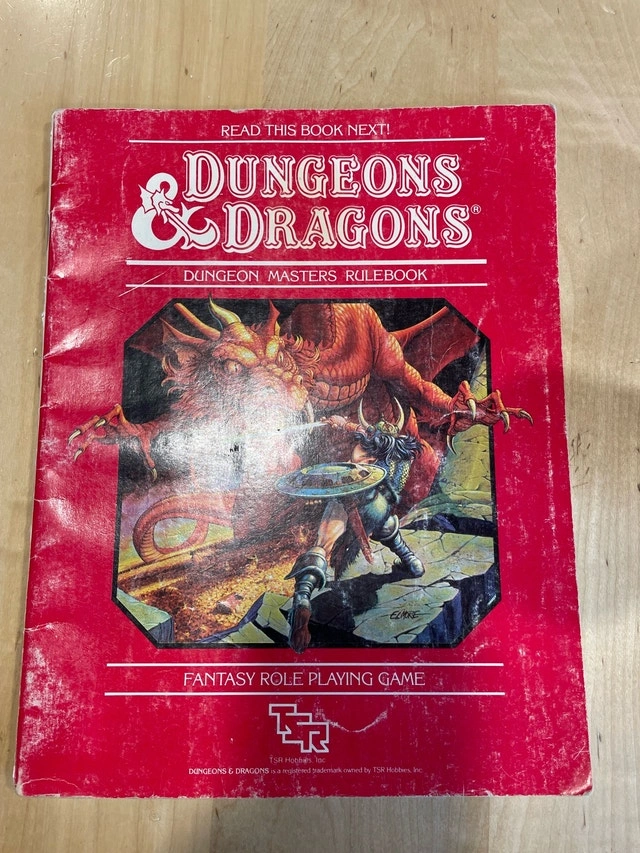 READ THIS BOOK NEXT!
DUNGEONS
& DRAGONS®
DUNGEON MASTERS RULEBOOK
ELMORE
FANTASY ROLE PLAYING GAME
TSR
TSR Hobbies, Inc
DUNGEONS & DRAGONS is a registered trademark owned by TSR Hobbies, Inc.